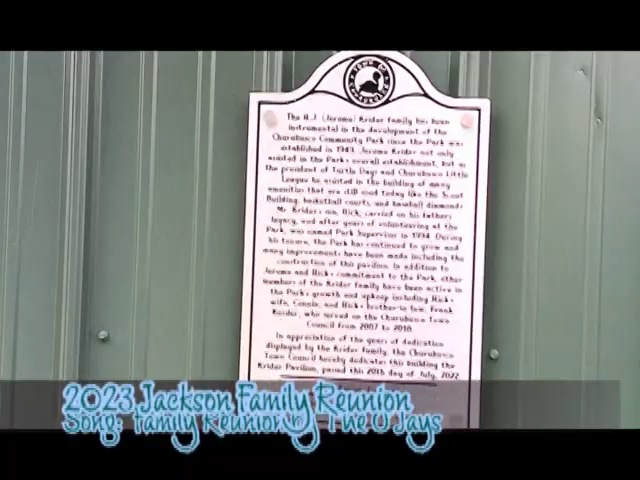 TOWN OF
CHURUBUSCO
The A.J. (Jerome) Krider family has been
instrumental in the development of the
Churubusco Community Park since the Park was
established in 1949. Jerome Krider not only
assisted in the Park's overall establishment, but as
the president of Turtle Days and Churubusco Little
League he assisted in the building of many
amenities that are still used today like the Scout
Building, basketball courts, and baseball diamonds.
Mr. Krider's son, Rick, carried on his father's
legacy, and after years of volunteering at the
Park, was named Park Supervisor in 1994. During
his tenure, the Park has continued to grow and
many improvements have been made including the
construction of this pavilion. In addition to
Jerome and Rick's commitment to the Park, other
members of the Krider family have been active in
the Park's growth and upkeep including Rick's
wife, Connie, and Rick's brother-in-law, Frank
who served on the Churubusco Town
Council from 2007 to 2018.
In appreciation of the years of dedication
displayed by the Krider family, the Churubusco
Town Council hereby dedicates this building the
Krider Pavilion, passed this 20th day of July, 2022
2023 Jackson Family Reunion
Song: Family Reunion by The O'Jays